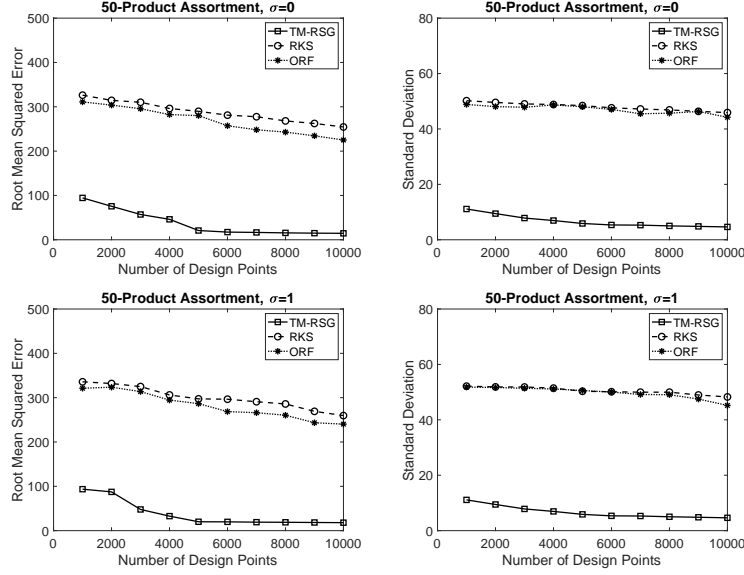 50-Product Assortment, σ=0
500
400
300
200
100
0
Root Mean Squared Error
TM-RSG
RKS
ORF
0 2000 4000 6000 8000 10000
Number of Design Points
50-Product Assortment, σ=0
80
60
40
20
0
Standard Deviation
TM-RSG
RKS
ORF
0 2000 4000 6000 8000 10000
Number of Design Points
50-Product Assortment, σ=1
500
400
300
200
100
0
Root Mean Squared Error
TM-RSG
RKS
ORF
0 2000 4000 6000 8000 10000
Number of Design Points
50-Product Assortment, σ=1
80
60
40
20
0
Standard Deviation
TM-RSG
RKS
ORF
0 2000 4000 6000 8000 10000
Number of Design Points